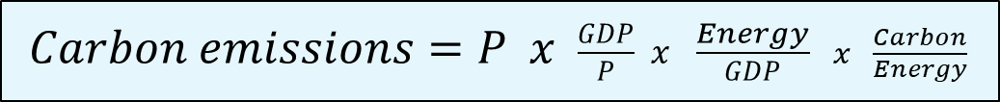 Carbon emissions = P x GDP/P x Energy/GDP x Carbon/Energy